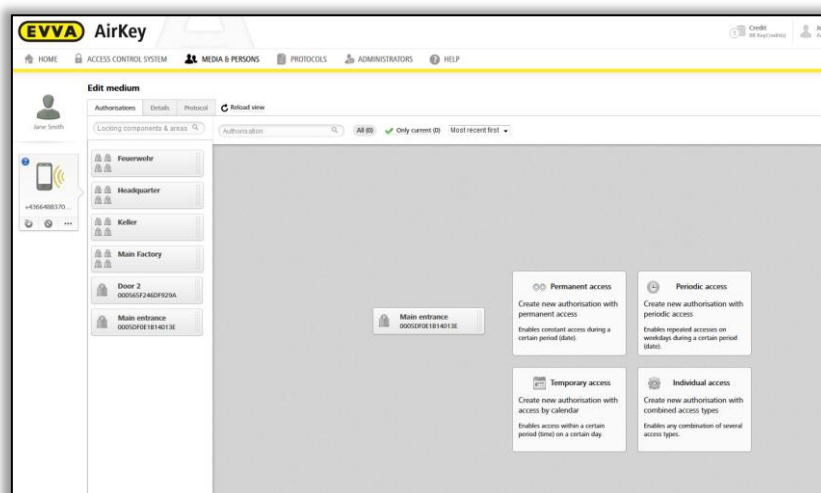 EVVA AirKey
Credit
88 KeyCredit(s)
HOME ACCESS CONTROL SYSTEM MEDIA & PERSONS PROTOCOLS ADMINISTRATORS HELP
Edit medium
Jane Smith
Authorisations Details Protocol Reload view
Locking components & areas
Authorisation
All (0) Only current (0) Most recent first
+4366488370...
Feuerwehr
Headquarter
Keller
Main Factory
Door 2
000565F246DF929A
Main entrance
0005DF0E1B14013E
Main entrance
0005DF0E1B14013E
Permanent access
Create new authorisation with
permanent access
Enables constant access during a
certain period (date).
Periodic access
Create new authorisation with
periodic access
Enables repeated accesses on
weekdays during a certain period
(date).
Temporary access
Create new authorisation with
access by calendar
Enables access within a certain
period (time) on a certain day.
Individual access
Create new authorisation with
combined access types
Enables any combination of several
access types.